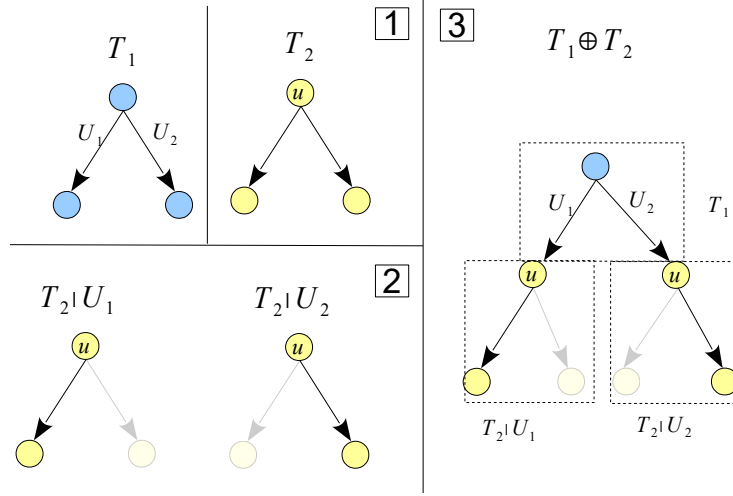 1
T₁
U₁ U₂
T₂
u
2
T₂|U₁ T₂|U₂
u u
3
T₁⊕T₂
U₁ U₂ T₁
u u
T₂|U₁ T₂|U₂